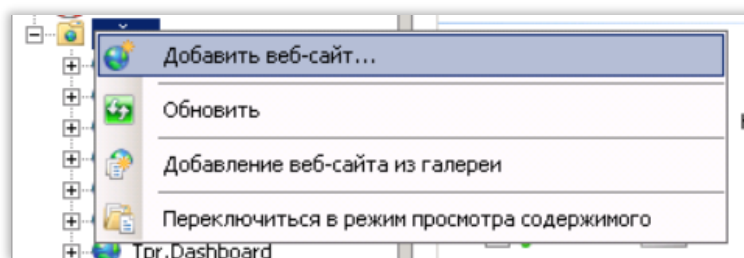 Добавить веб-сайт...
Обновить
Добавление веб-сайта из галереи
Переключиться в режим просмотра содержимого
Tpr.Dashboard